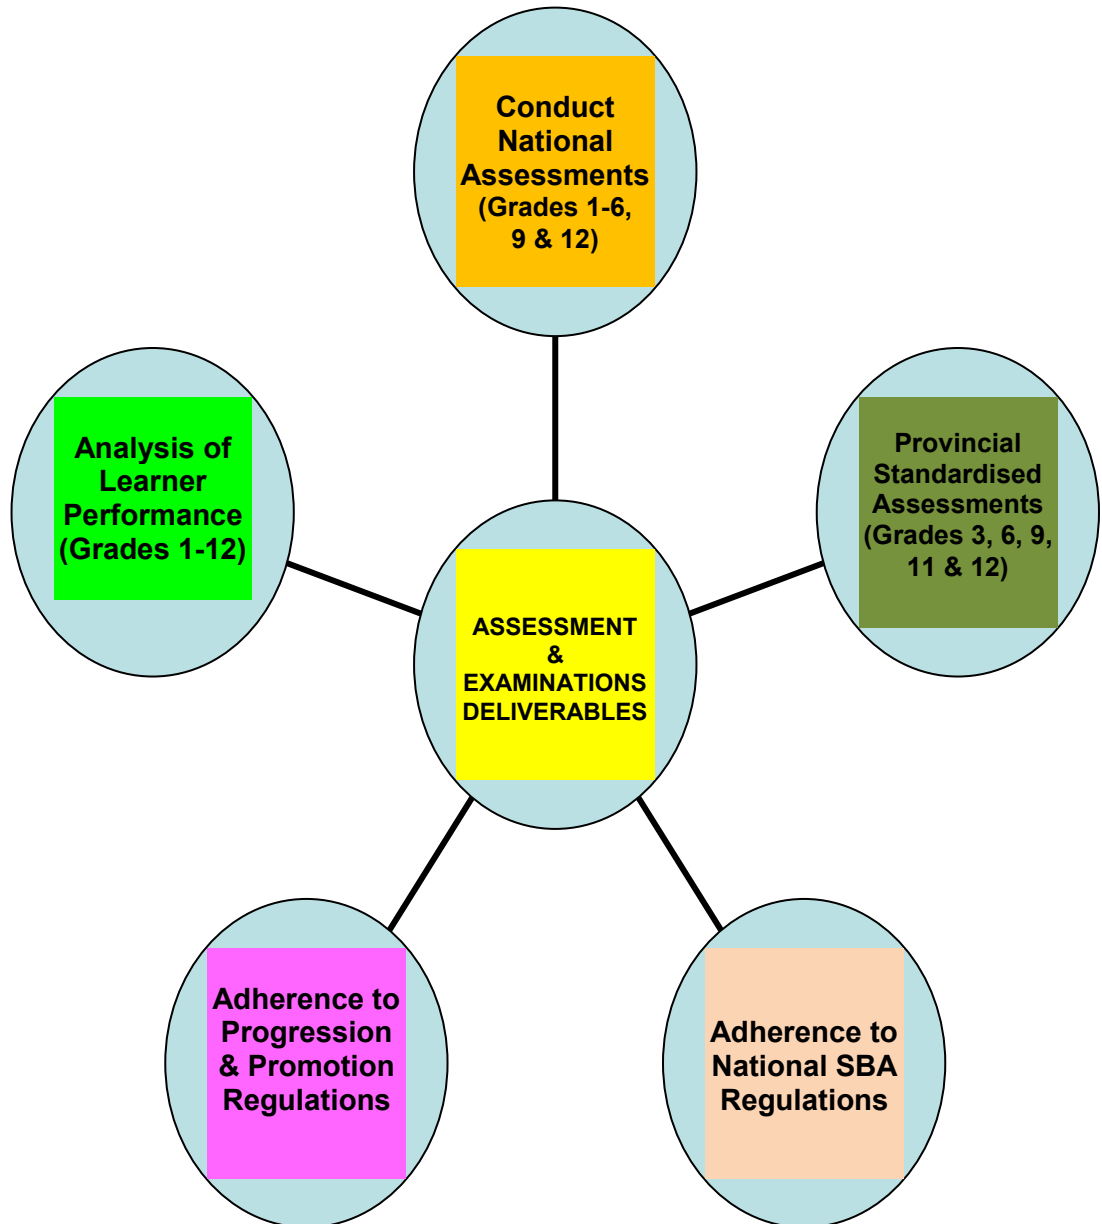 Conduct
National
Assessments
(Grades 1-6,
9 & 12)
Analysis of
Learner
Performance
(Grades 1-12)
Provincial
Standardised
Assessments
(Grades 3, 6, 9,
11 & 12)
ASSESSMENT
&
EXAMINATIONS
DELIVERABLES
Adherence to
Progression
& Promotion
Regulations
Adherence to
National SBA
Regulations